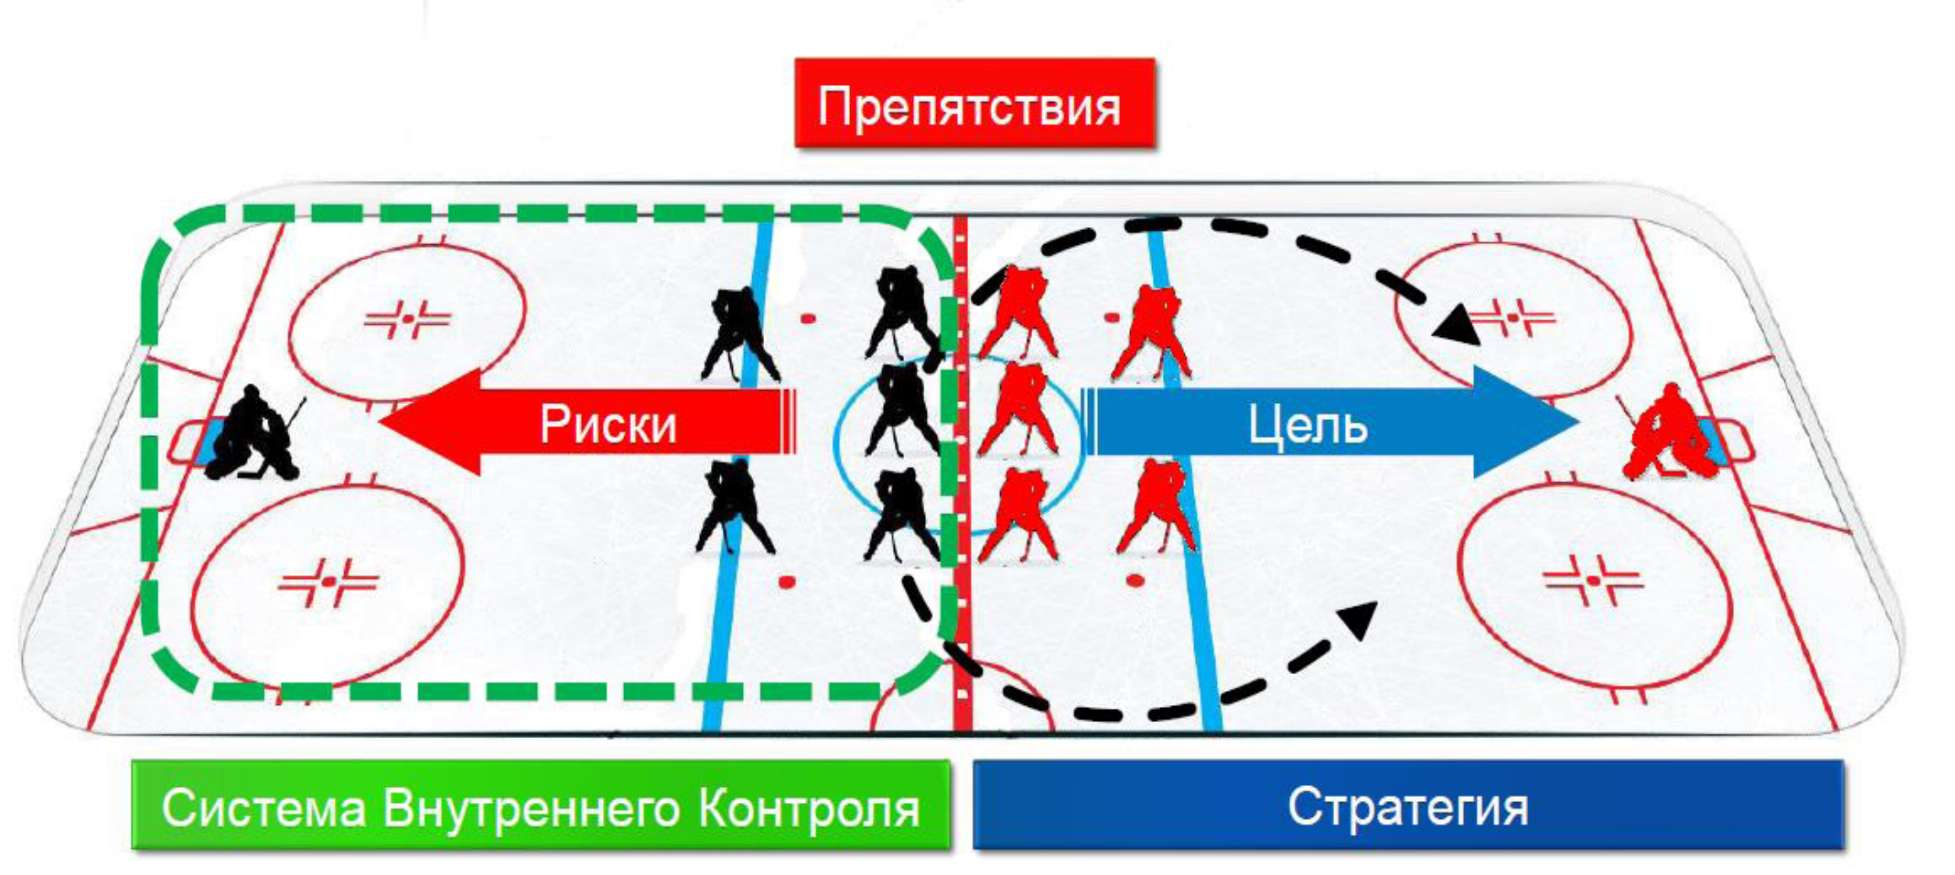 Препятствия
Риски
Цель
Система Внутреннего Контроля
Стратегия